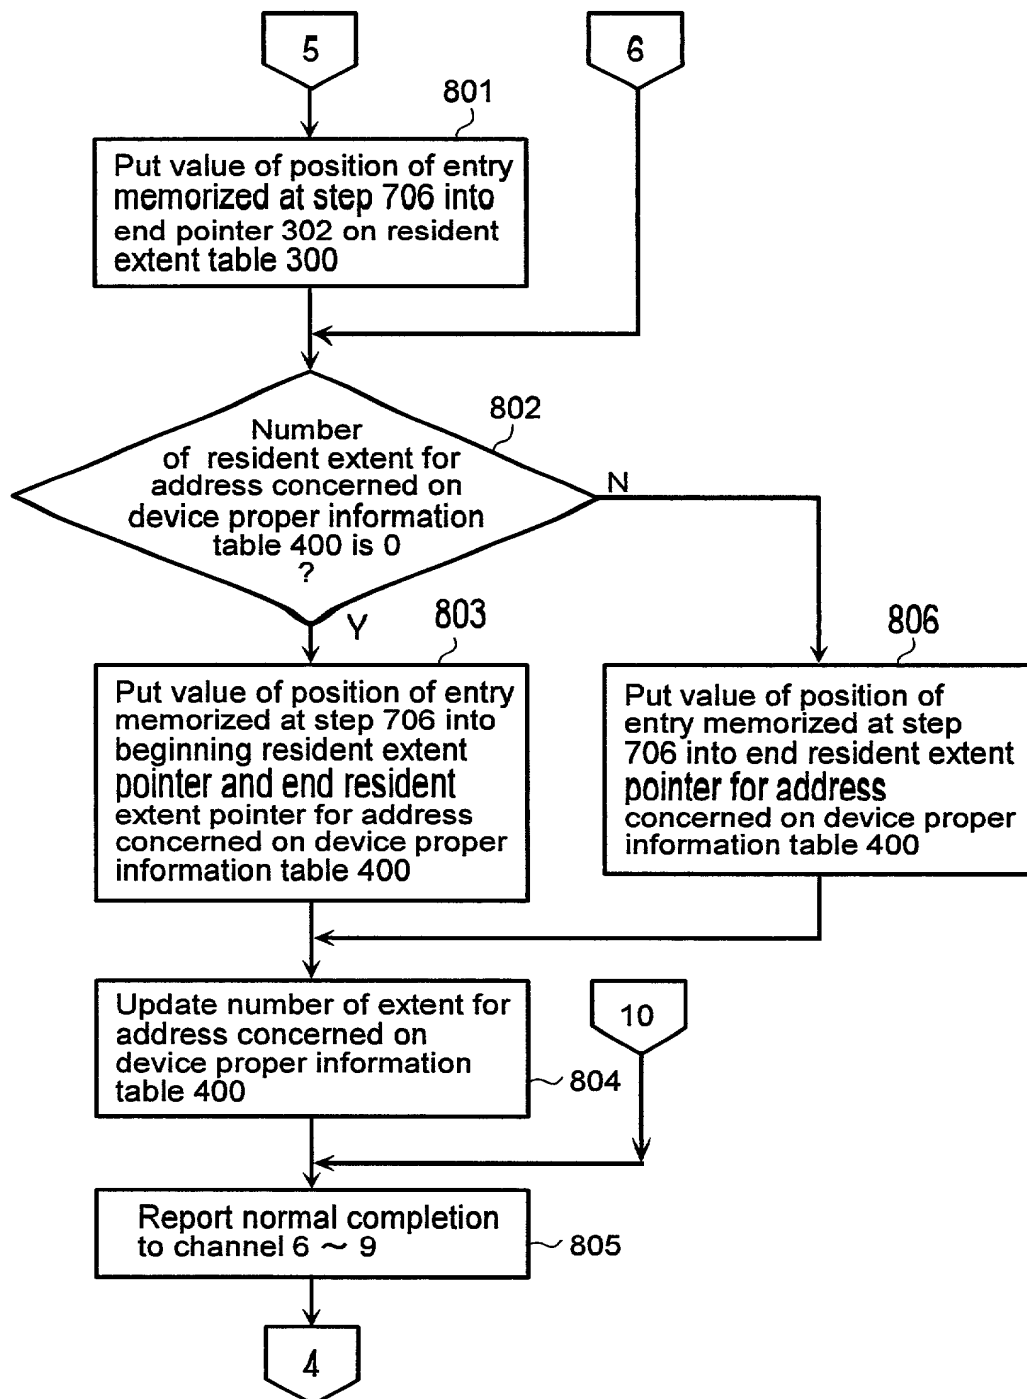 5
6
801
Put value of position of entry
memorized at step 706 into
end pointer 302 on resident
extent table 300
802
Number
of resident extent for
address concerned on
device proper information
table 400 is 0
?
N
Y
803
Put value of position of entry
memorized at step 706 into
beginning resident extent
pointer and end resident
extent pointer for address
concerned on device proper
information table 400
806
Put value of position of
entry memorized at step
706 into end resident extent
pointer for address
concerned on device proper
information table 400
Update number of extent for
address concerned on
device proper information
table 400
804
10
Report normal completion
to channel 6 ~ 9
805
4